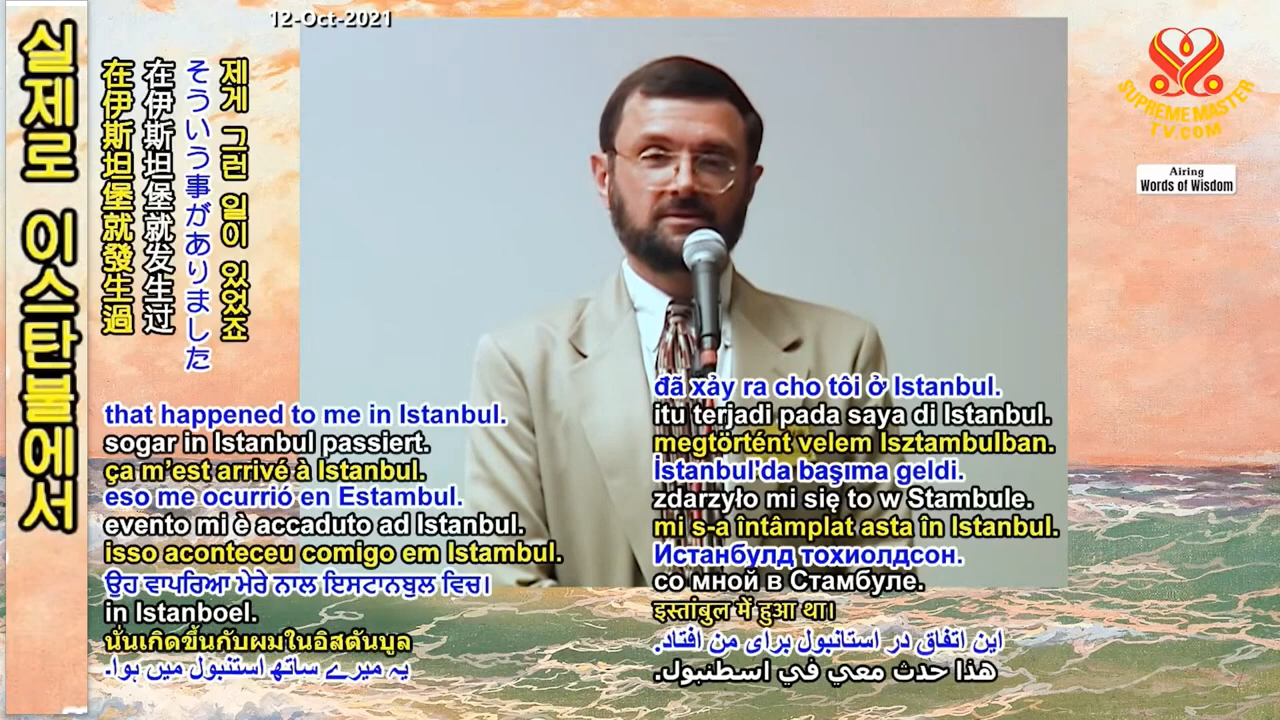 12-Oct-2021
실제로 이스탄불에서
제게 그런 일이 있었죠
そういう事がありました
在伊斯坦堡就发生过
在伊斯坦堡就發生過
SUPREME MASTER
TV.COM
Airing
Words of Wisdom
that happened to me in Istanbul.
sogar in Istanbul passiert.
ça m’est arrivé à Istanbul.
eso me ocurrió en Estambul.
evento mi è accaduto ad Istanbul.
isso aconteceu comigo em Istambul.
ਉਹ ਵਾਪਰਿਆ ਮੇਰੇ ਨਾਲ ਇਸਟਾਨਬੁਲ ਵਿਚ।
in Istanboel.
นั่นเกิดขึ้นกับผมในอิสตันบูล
یہ میرے ساتھ استنبول میں ہوا.
đã xảy ra cho tôi ở Istanbul.
itu terjadi pada saya di Istanbul.
megtörtént velem Isztambulban.
İstanbul'da başıma geldi.
zdarzyło mi się to w Stambule.
mi s-a întâmplat asta în Istanbul.
Истанбулд тохиолдсон.
со мной в Стамбуле.
इस्तांबुल में हुआ था।
این اتفاق در استانبول برای من افتاد.
هذا حدث معي في اسطنبول.